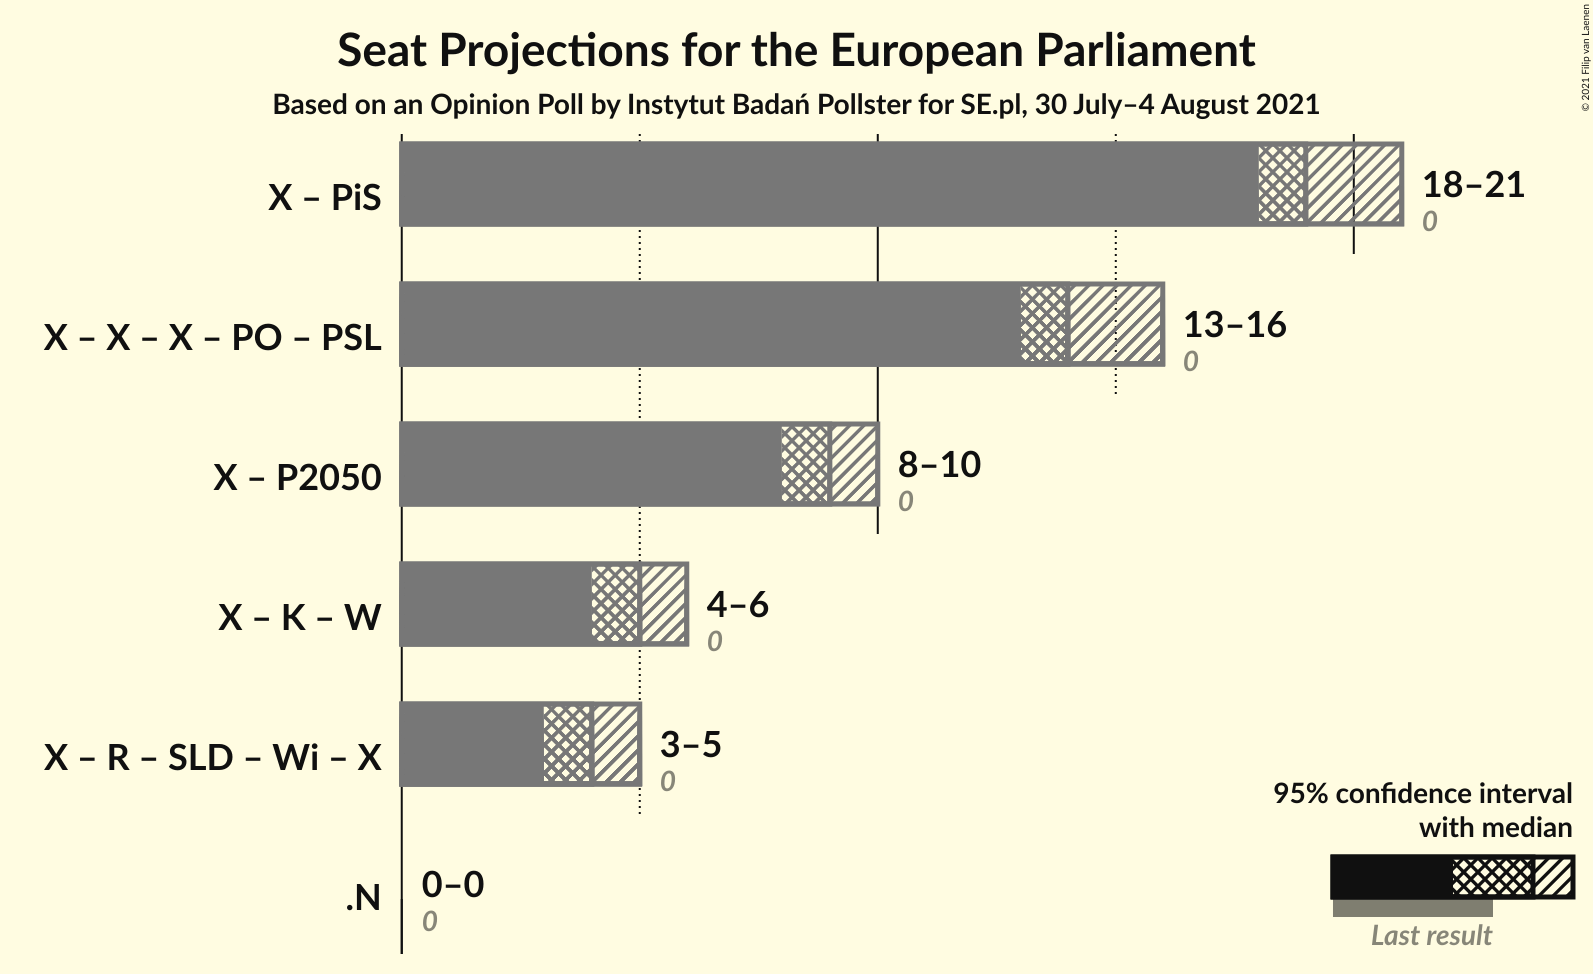 Seat Projections for the European Parliament
Based on an Opinion Poll by Instytut Badań Pollster for SE.pl, 30 July–4 August 2021
© 2021 Filip van Laenen
X – PiS
18–21
0
X – X – X – PO – PSL
13–16
0
X – P2050
8–10
0
X – K – W
4–6
0
X – R – SLD – Wi – X
3–5
0
.N
0–0
0
95% confidence interval
with median
Last result